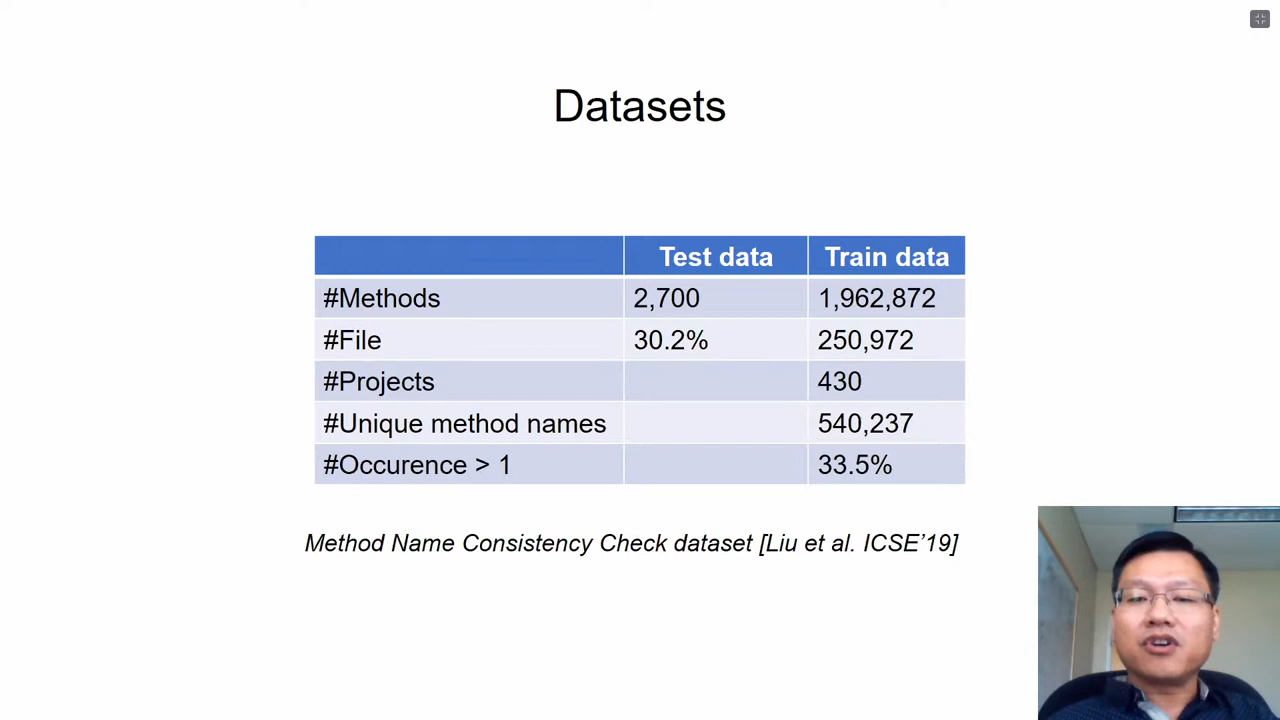 Datasets
Test data Train data
#Methods 2,700 1,962,872
#File 30.2% 250,972
#Projects 430
#Unique method names 540,237
#Occurence > 1 33.5%
Method Name Consistency Check dataset [Liu et al. ICSE’19]